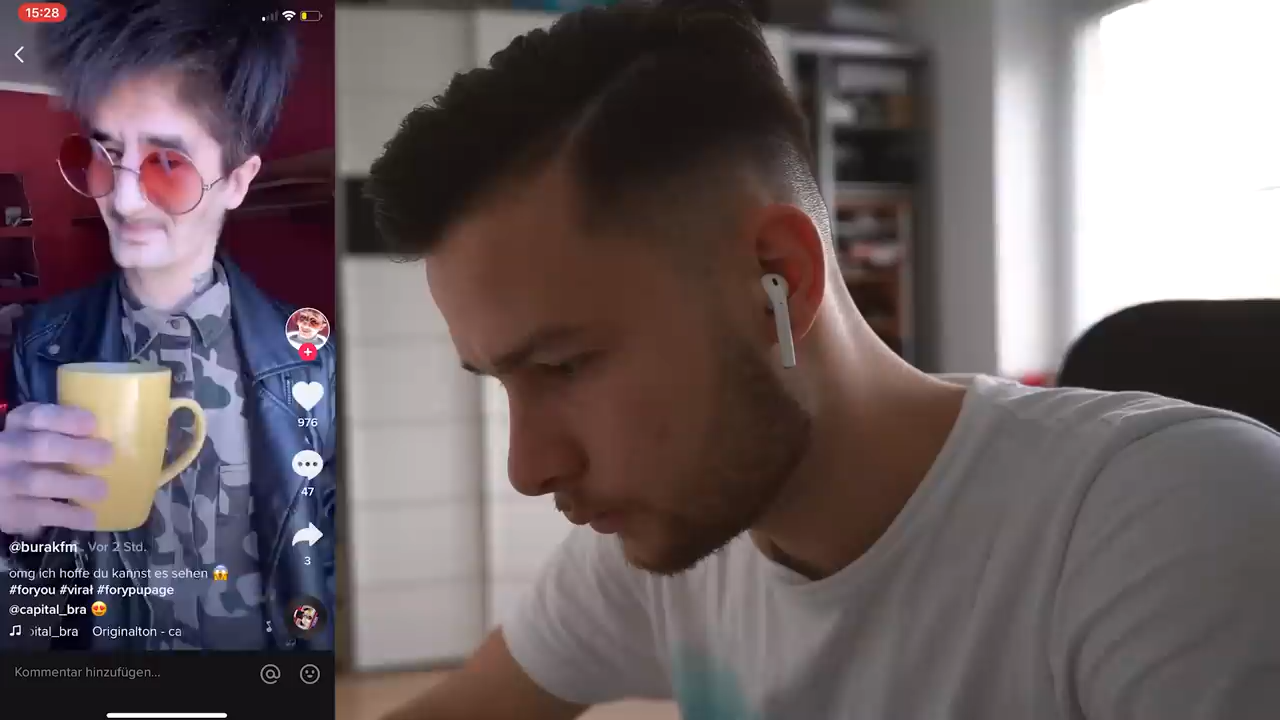 15:28
976
47
3
@burakfm · Vor 2 Std.
omg ich hoffe du kannst es sehen 😱
#foryou #viral #forypupage
@capital_bra 😍
ital_bra Originalton - ca
Kommentar hinzufügen...